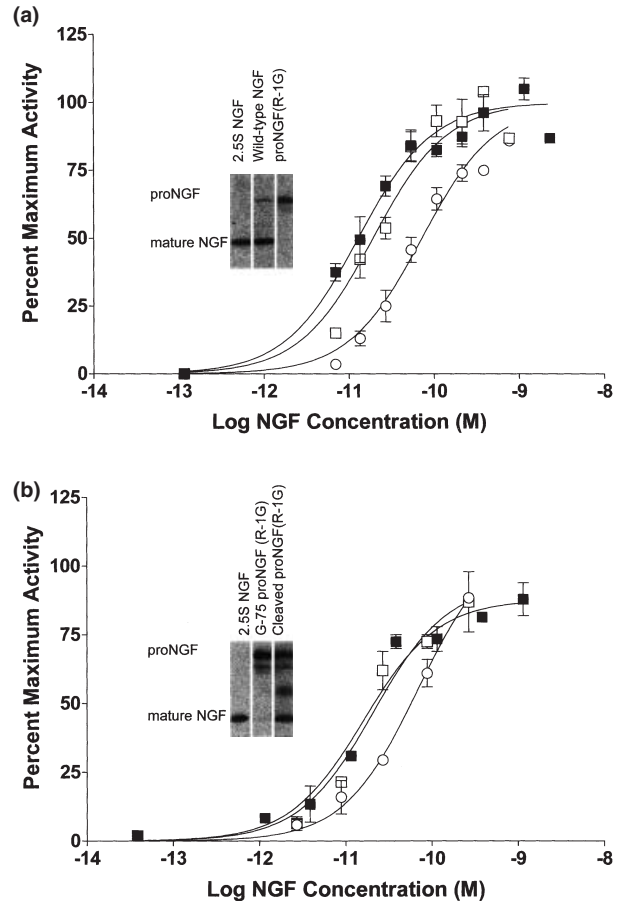 (a)
125
100
75
50
25
0
Percent Maximum Activity
2.5S NGF
Wild-type NGF
proNGF(R-1G)
proNGF
mature NGF
-14
-13
-12
-11
-10
-9
-8
Log NGF Concentration (M)
(b)
125
100
75
50
25
0
Percent Maximum Activity
2.5S NGF
G-75 proNGF (R-1G)
Cleaved proNGF(R-1G)
proNGF
mature NGF
-14
-13
-12
-11
-10
-9
-8
Log NGF Concentration (M)